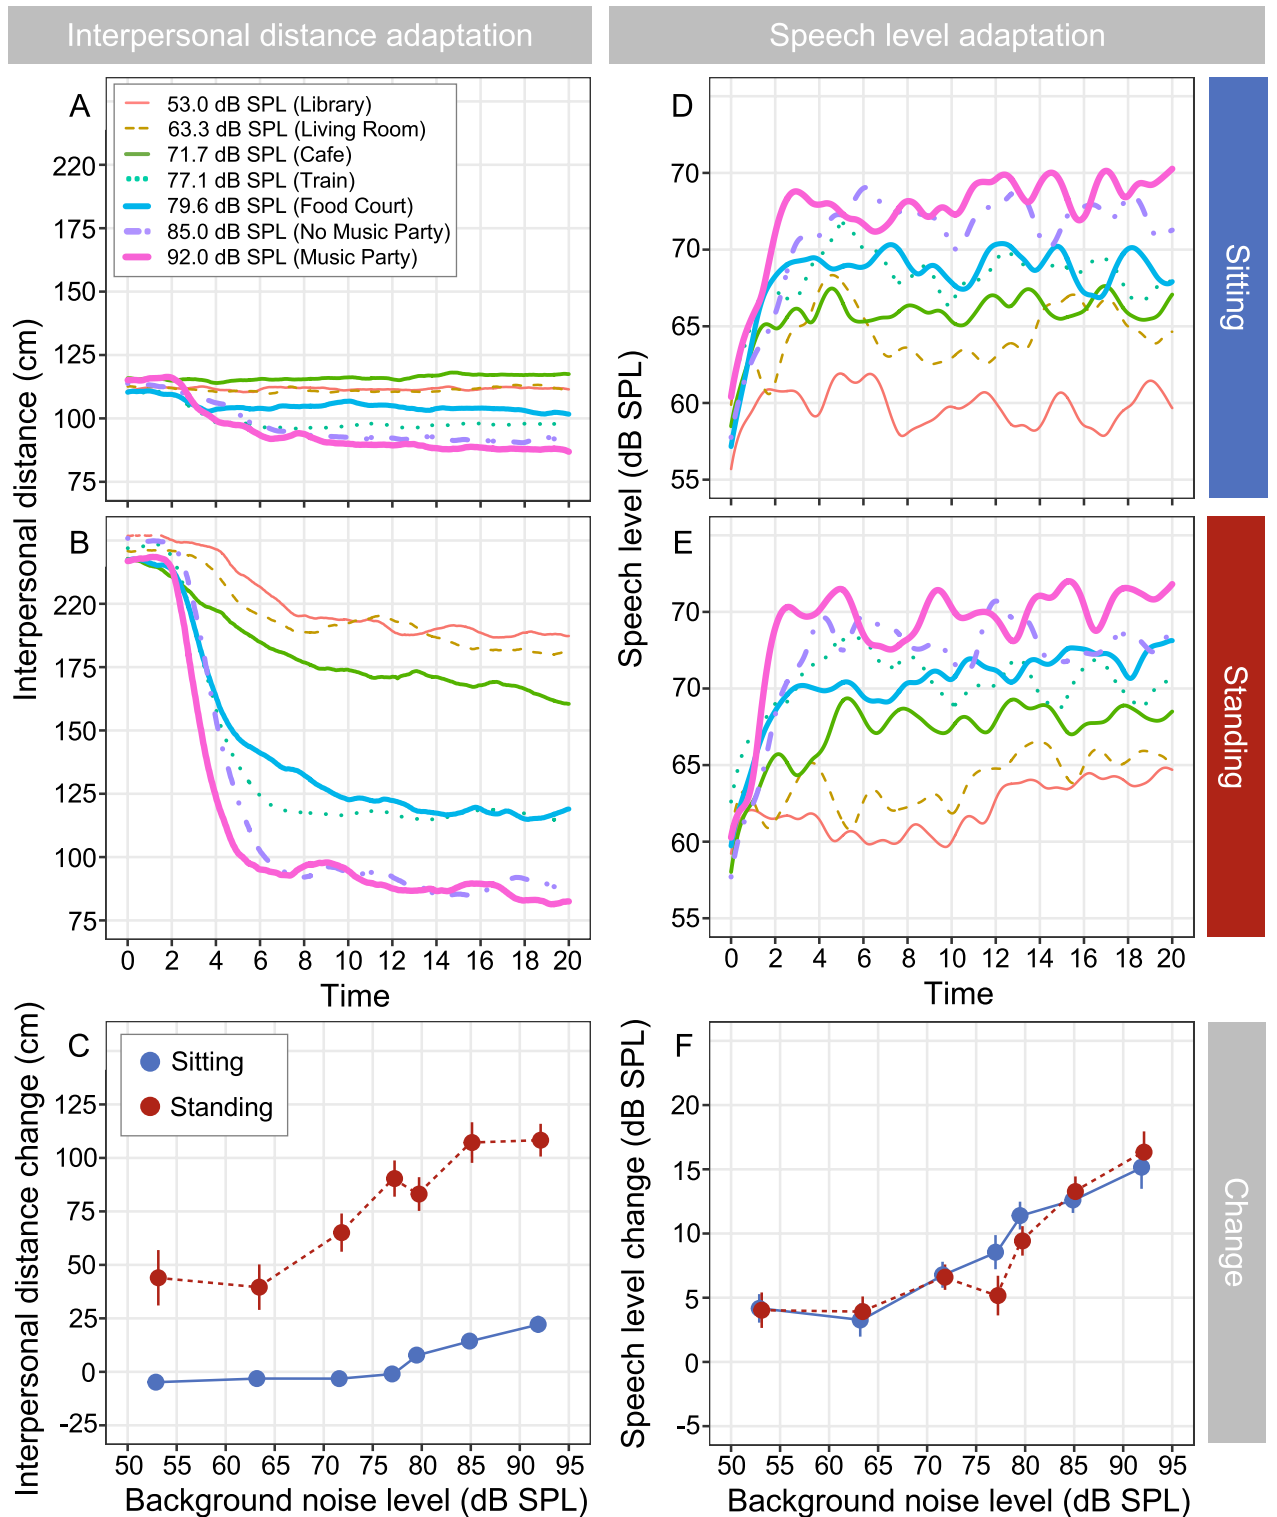 Interpersonal distance adaptation
Speech level adaptation
A
53.0 dB SPL (Library)
63.3 dB SPL (Living Room)
71.7 dB SPL (Cafe)
77.1 dB SPL (Train)
79.6 dB SPL (Food Court)
85.0 dB SPL (No Music Party)
92.0 dB SPL (Music Party)
220
175
150
125
100
75
Interpersonal distance (cm)
D
70
70
65
60
55
Speech level (dB SPL)
Sitting
B
220
175
150
125
100
75
0 2 4 6 8 10 12 14 16 18 20
Time
E
70
70
65
60
55
0 2 4 6 8 10 12 14 16 18 20
Time
Standing
C
Sitting
Standing
125
100
75
50
25
0
-25
Interpersonal distance change (cm)
50 55 60 65 70 75 80 85 90 95
Background noise level (dB SPL)
F
20
15
10
5
0
-5
Speech level change (dB SPL)
50 55 60 65 70 75 80 85 90 95
Background noise level (dB SPL)
Change